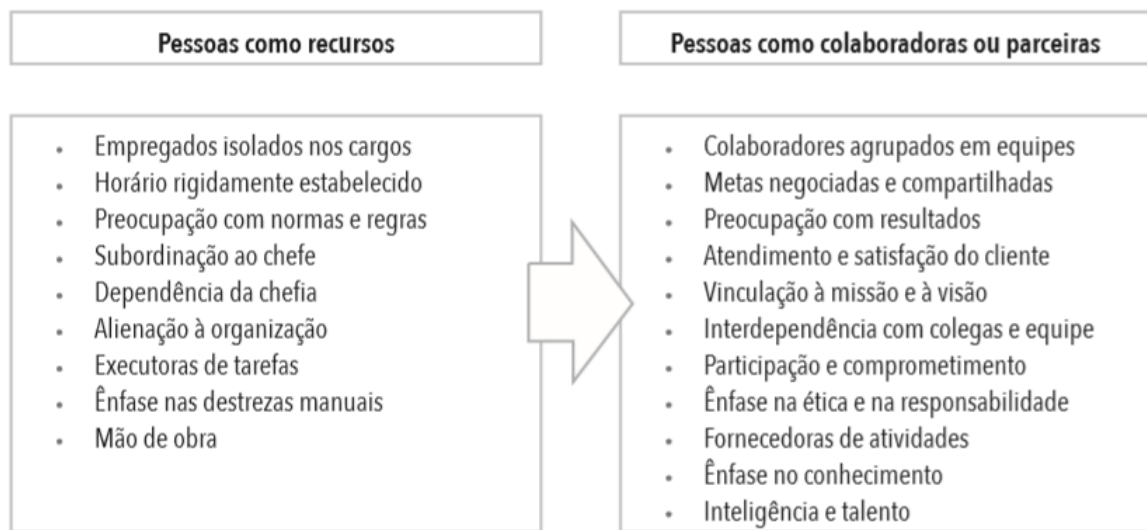 Pessoas como recursos
• Empregados isolados nos cargos
• Horário rigidamente estabelecido
• Preocupação com normas e regras
• Subordinação ao chefe
• Dependência da chefia
• Alienação à organização
• Executoras de tarefas
• Ênfase nas destrezas manuais
• Mão de obra
Pessoas como colaboradoras ou parceiras
• Colaboradores agrupados em equipes
• Metas negociadas e compartilhadas
• Preocupação com resultados
• Atendimento e satisfação do cliente
• Vinculação à missão e à visão
• Interdependência com colegas e equipe
• Participação e comprometimento
• Ênfase na ética e na responsabilidade
• Fornecedoras de atividades
• Ênfase no conhecimento
• Inteligência e talento